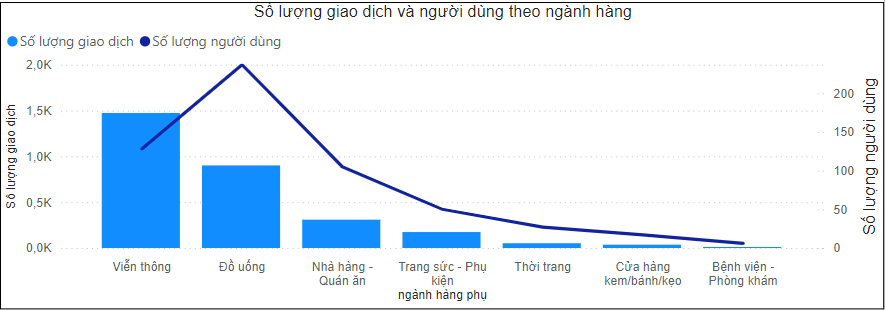 Số lượng giao dịch và người dùng theo ngành hàng
Số lượng giao dịch Số lượng người dùng
Số lượng giao dịch
2,0K
1,5K
1,0K
0,5K
0,0K
200
150
100
50
0
Số lượng người dùng
Viễn thông
Đồ uống
Nhà hàng -
Quán ăn
Trang sức - Phụ
kiện
Thời trang
Cửa hàng
kem/bánh/kẹo
Bệnh viện -
Phòng khám
ngành hàng phụ